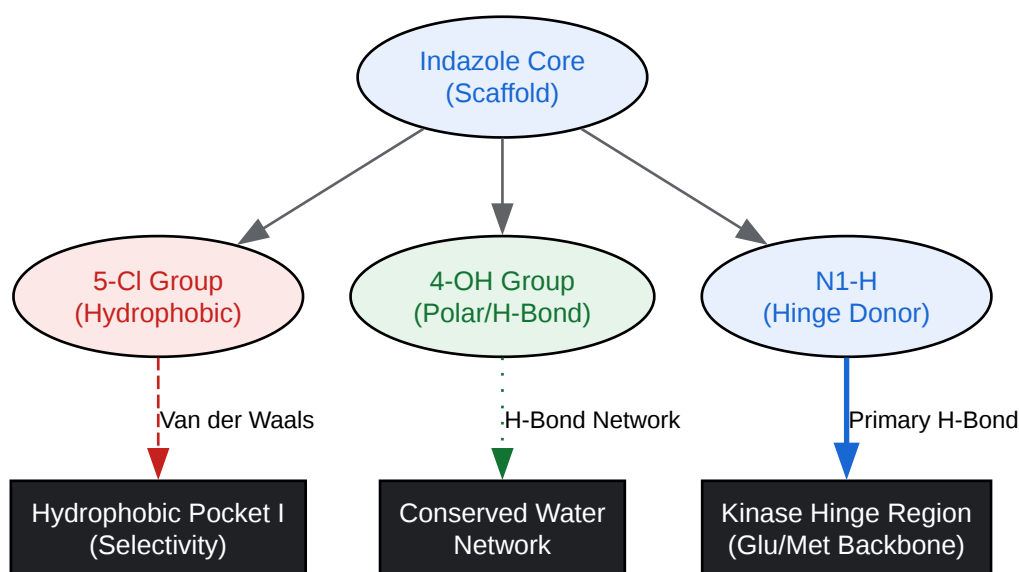 Indazole Core
(Scaffold)
5-Cl Group
(Hydrophobic)
4-OH Group
(Polar/H-Bond)
N1-H
(Hinge Donor)
Van der Waals
H-Bond Network
Primary H-Bond
Hydrophobic Pocket I
(Selectivity)
Conserved Water
Network
Kinase Hinge Region
(Glu/Met Backbone)